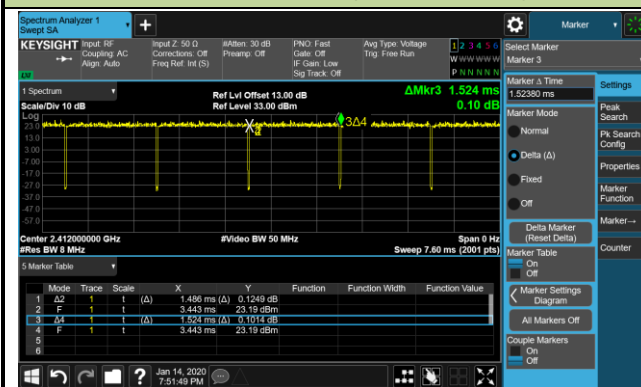 Spectrum Analyzer 1
Swept SA
+
Marker
KEYSIGHT
Input: RF
Coupling: AC
Align: Auto
Input Z: 50 Ω
Corrections: Off
Freq Ref: Int (S)
#Atten: 30 dB
Preamp: Off
PNO: Fast
Gate: Off
IF Gain: Low
Sig Track: Off
Avg Type: Voltage
Trig: Free Run
1 2 3 4 5 6
W W W W W W
P N N N N N
Select Marker
Marker 3
Marker Δ Time
1.52380 ms
Settings
1 Spectrum
Scale/Div 10 dB
Ref Lvl Offset 13.00 dB
Ref Level 33.00 dBm
ΔMkr3 1.524 ms
0.10 dB
Log
23.0
13.0
3.00
-7.00
-17.0
-27.0
-37.0
-47.0
-57.0
X
3Δ4
Marker Mode
Normal
Delta (Δ)
Fixed
Off
Peak Search
Pk Search Config
Properties
Marker Function
Marker→
Counter
Center 2.412000000 GHz
#Res BW 8 MHz
#Video BW 50 MHz
Span 0 Hz
Sweep 7.60 ms (2001 pts)
Delta Marker
(Reset Delta)
Marker Table
On
Off
Marker Settings
Diagram
All Markers Off
Couple Markers
On
Off
5 Marker Table
Mode Trace Scale X Y Function Function Width Function Value
1 Δ2 1 t (Δ) 1.486 ms (Δ) 0.1249 dB
2 F 1 t 3.443 ms 23.19 dBm
3 Δ4 1 t (Δ) 1.524 ms (Δ) 0.1014 dB
4 F 1 t 3.443 ms 23.19 dBm
5
6
?
Jan 14, 2020
7:51:49 PM